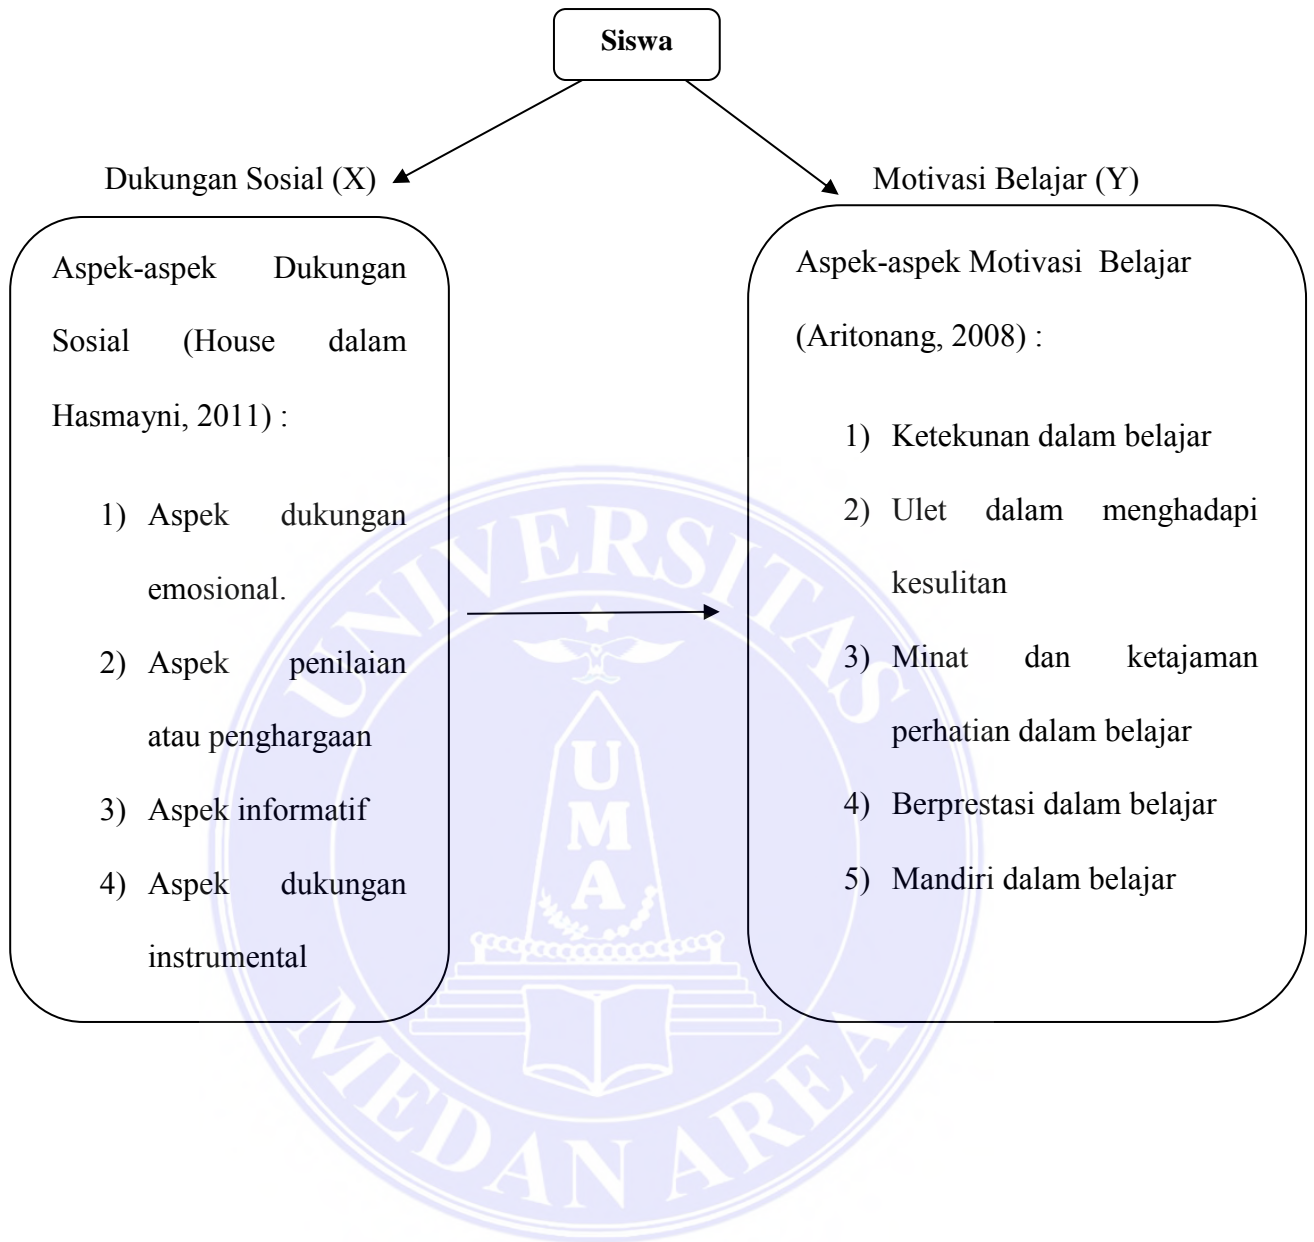 Siswa
Dukungan Sosial (X)
Motivasi Belajar (Y)
Aspek-aspek Dukungan
Sosial (House dalam
Hasmayni, 2011) :
1) Aspek dukungan
emosional.
2) Aspek penilaian
atau penghargaan
3) Aspek informatif
4) Aspek dukungan
instrumental
Aspek-aspek Motivasi Belajar
(Aritonang, 2008) :
1) Ketekunan dalam belajar
2) Ulet dalam menghadapi
kesulitan
3) Minat dan ketajaman
perhatian dalam belajar
4) Berprestasi dalam belajar
5) Mandiri dalam belajar
UNIVERSITAS
UMA
MEDAN AREA